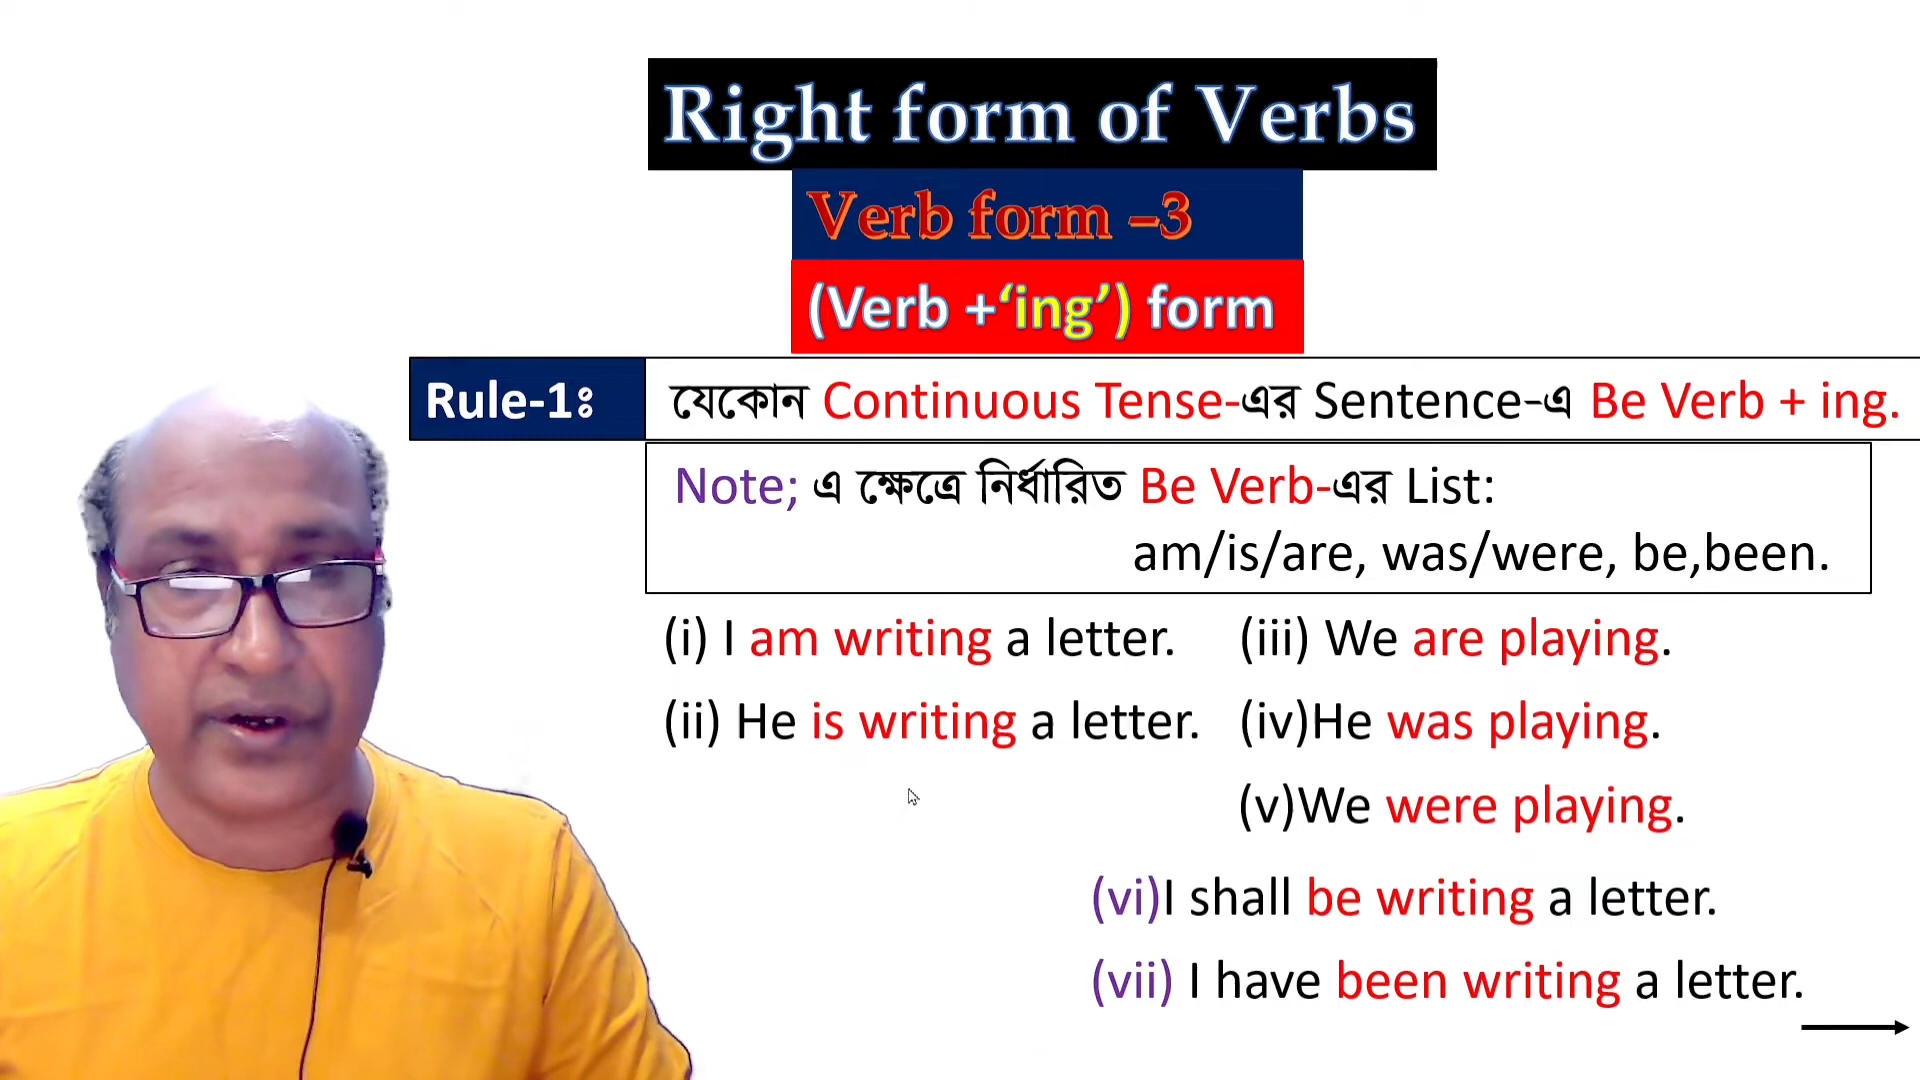 Right form of Verbs
Verb form –3
(Verb +‘ing’) form
Rule-1ঃ যেকোন Continuous Tense-এর Sentence-এ Be Verb + ing.
Note; এ ক্ষেত্রে নির্ধারিত Be Verb-এর List:
am/is/are, was/were, be,been.
(i) I am writing a letter.
(ii) He is writing a letter.
(iii) We are playing.
(iv)He was playing.
(v)We were playing.
(vi)I shall be writing a letter.
(vii) I have been writing a letter.